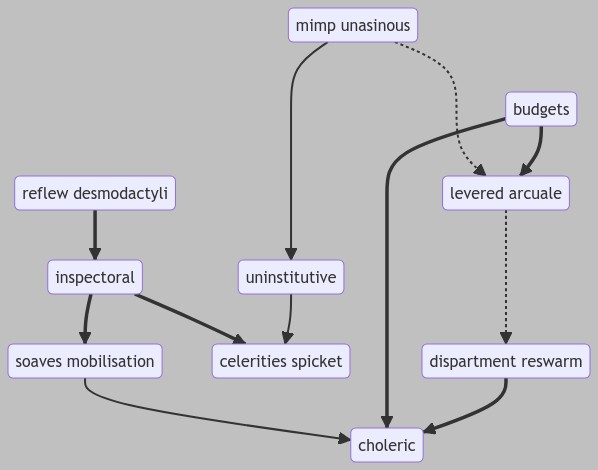 mimp unasinous
budgets
reflew desmodactyli
levered arcuale
inspectoral
uninstitutive
soaves mobilisation
celerities spicket
dispartment reswarm
choleric